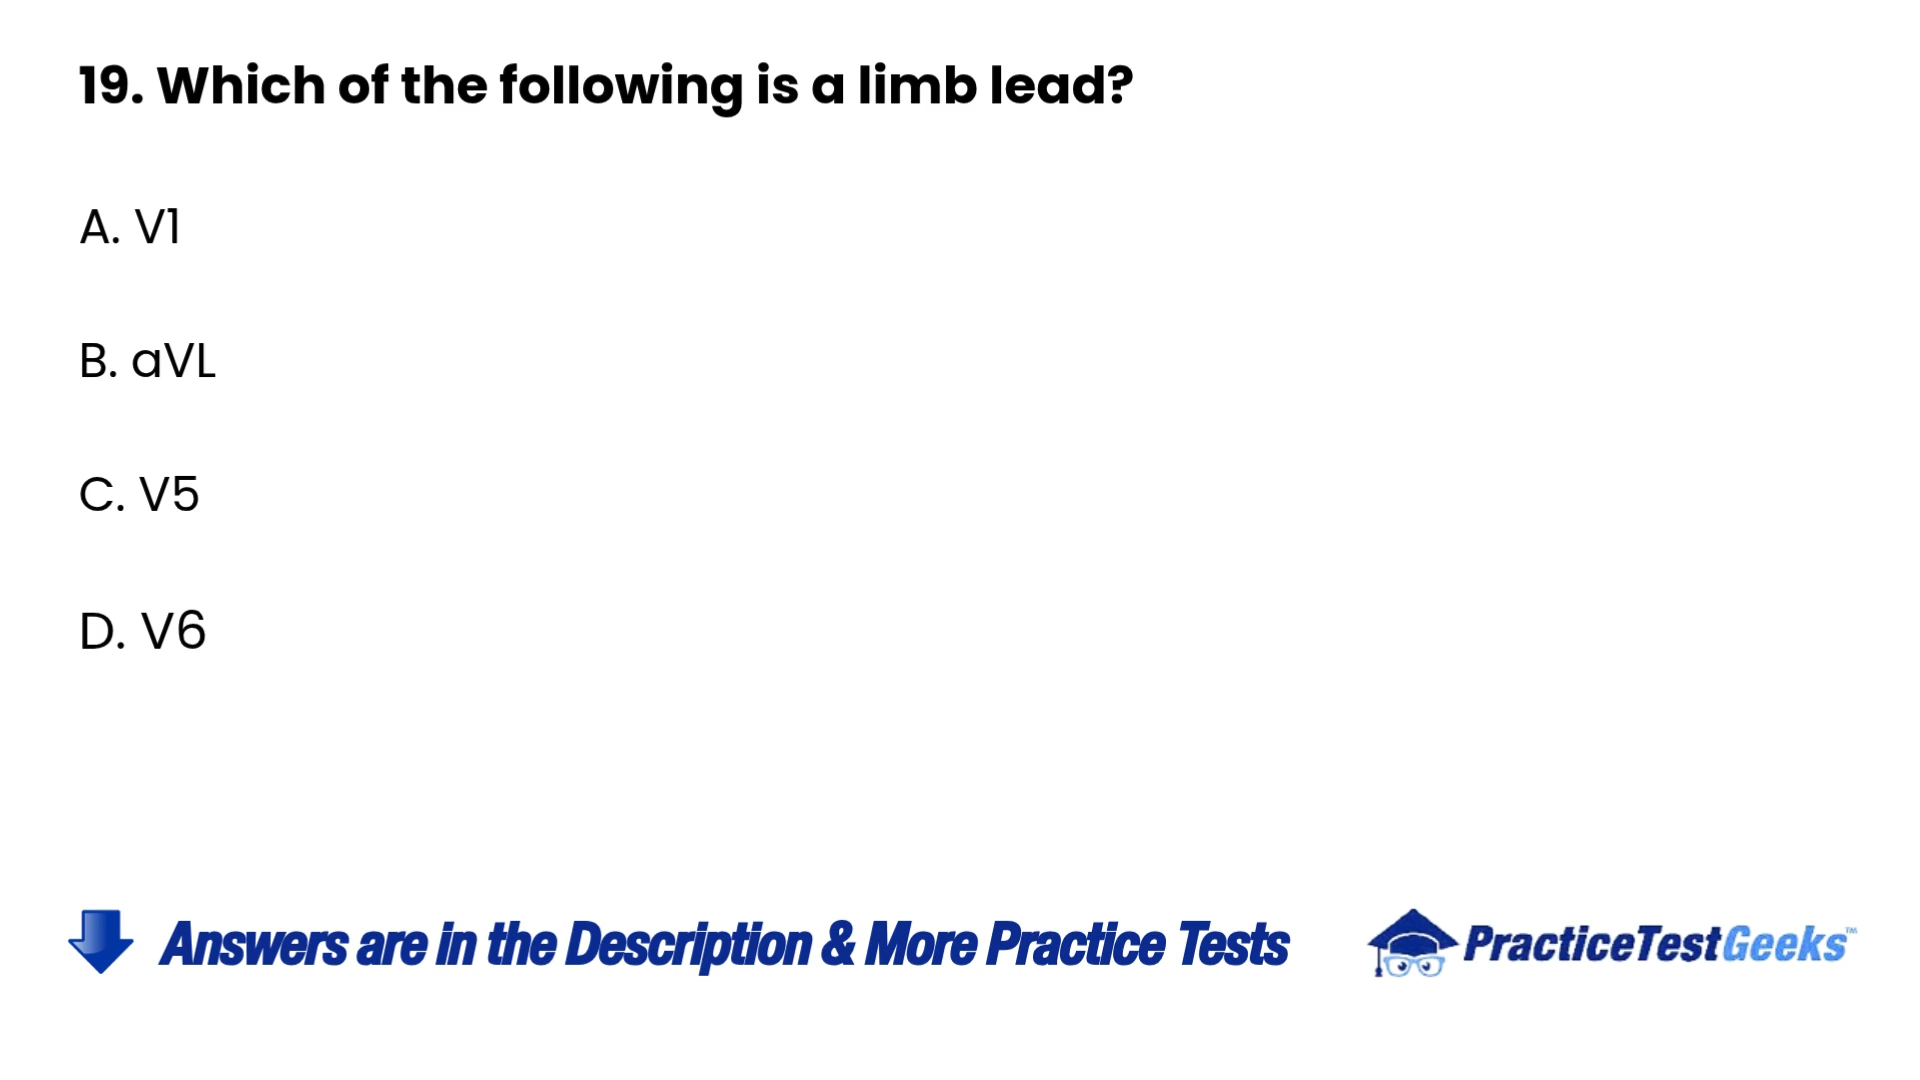 19. Which of the following is a limb lead?
A. V1
B. aVL
C. V5
D. V6
Answers are in the Description & More Practice Tests
PracticeTestGeeks™